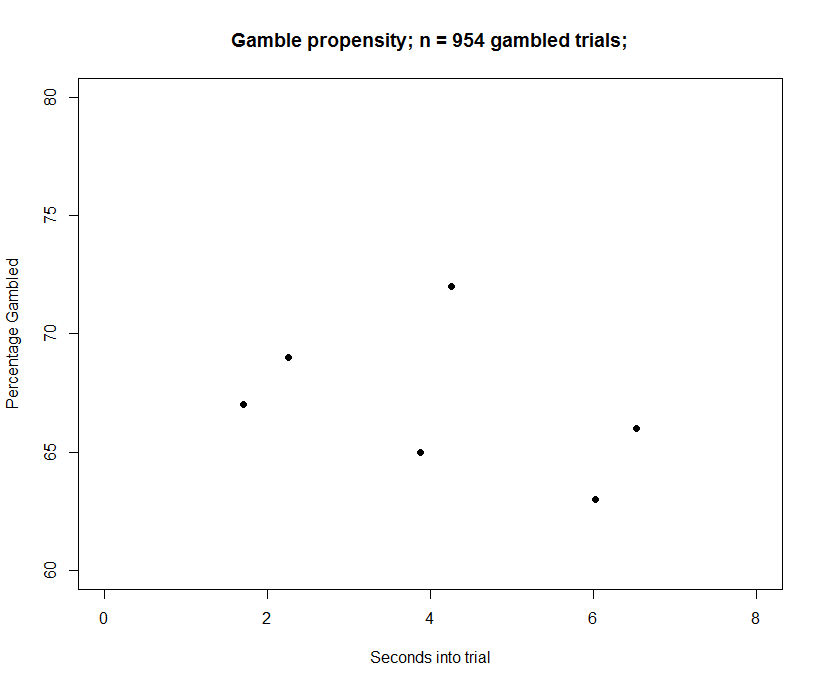 Gamble propensity; n = 954 gambled trials;
80
75
70
65
60
Percentage Gambled
0 2 4 6 8
Seconds into trial